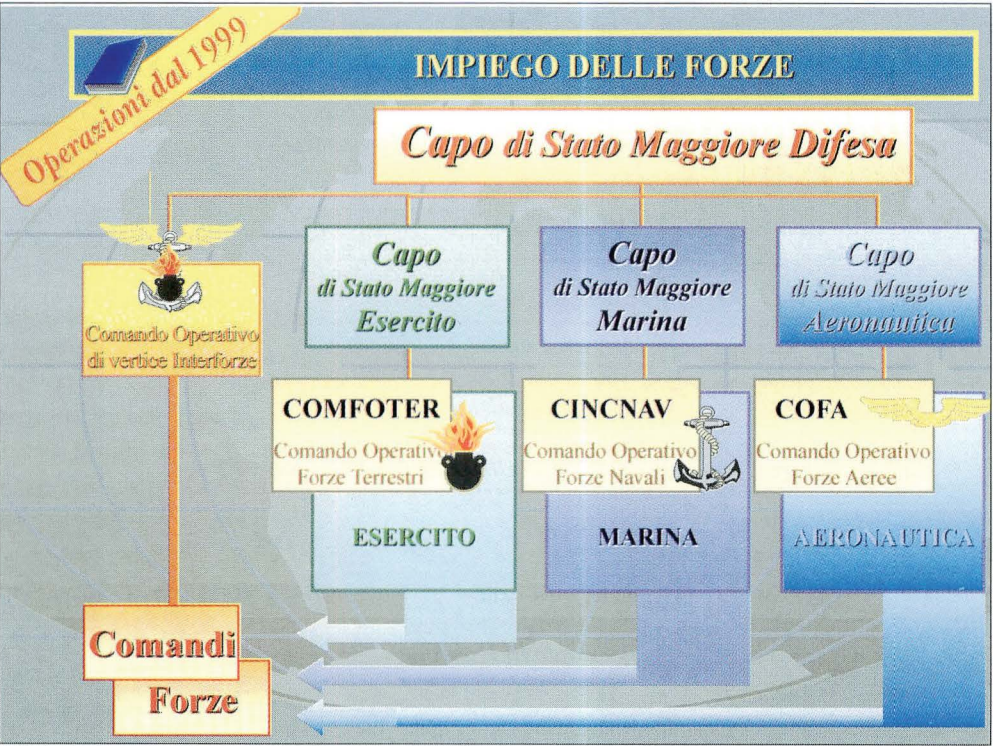 Operazioni dal 1999
IMPIEGO DELLE FORZE
Capo di Stato Maggiore Difesa
Comando Operativo
di vertice Interforze
Capo
di Stato Maggiore
Esercito
Capo
di Stato Maggiore
Marina
Capo
di Stato Maggiore
Aeronautica
COMFOTER
Comando Operativo
Forze Terrestri
ESERCITO
CINCNAV
Comando Operativo
Forze Navali
MARINA
COFA
Comando Operativo
Forze Aeree
AERONAUTICA
Comandi
Forze